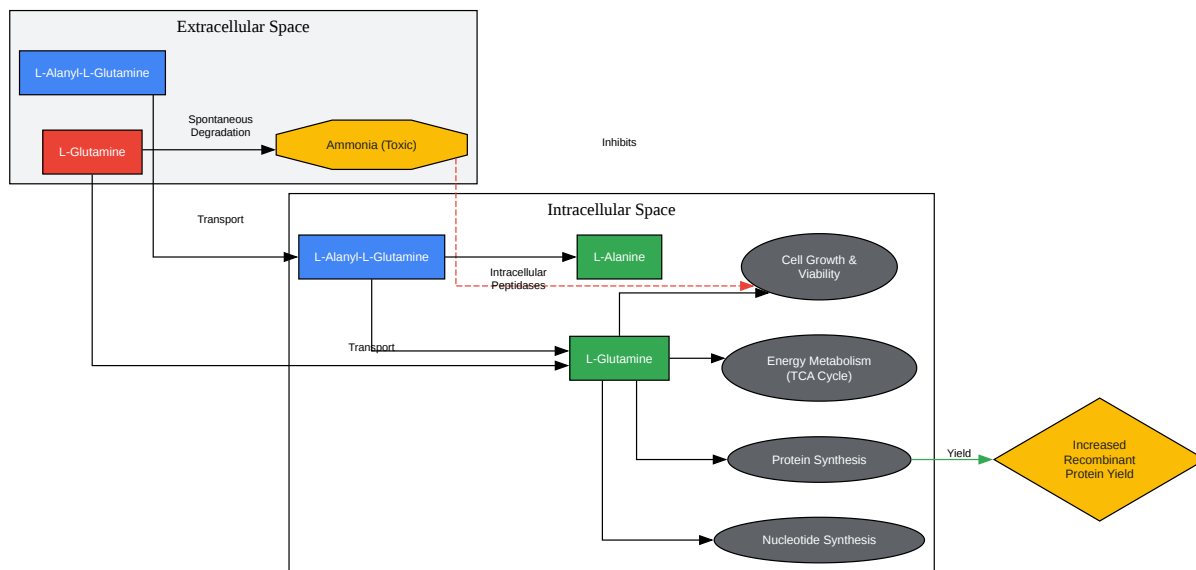 Extracellular Space
L-Alanyl-L-Glutamine
Spontaneous
Degradation
L-Glutamine
Ammonia (Toxic)
Inhibits
Transport
Intracellular Space
L-Alanyl-L-Glutamine
L-Alanine
Cell Growth &
Viability
Intracellular
Peptidases
Transport
L-Glutamine
Energy Metabolism
(TCA Cycle)
Protein Synthesis
Yield
Increased
Recombinant
Protein Yield
Nucleotide Synthesis